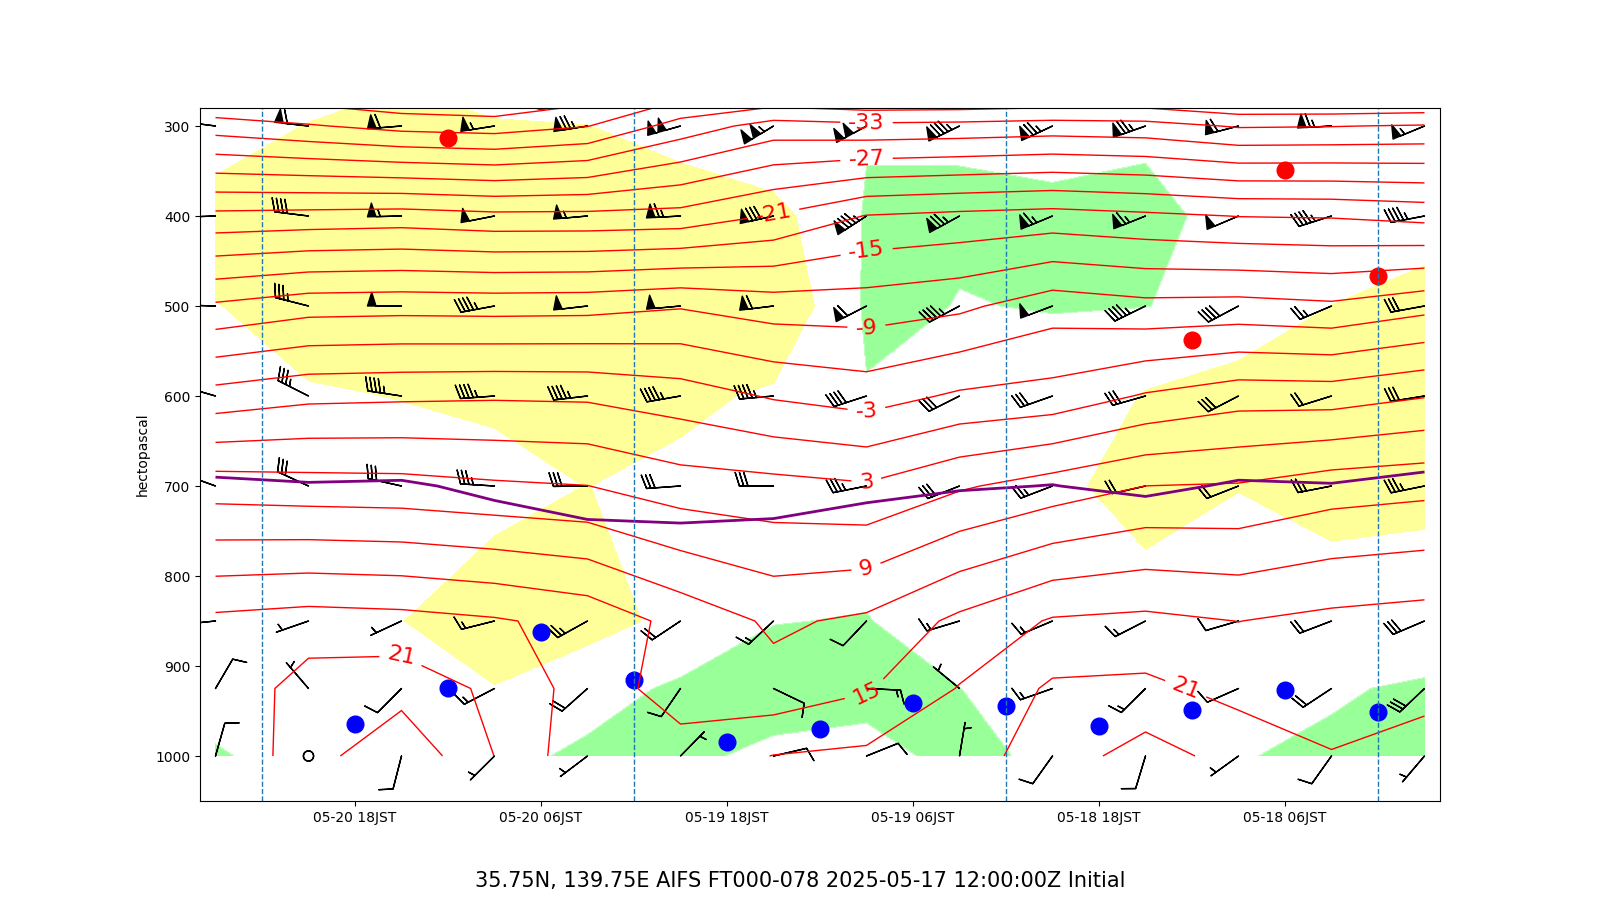 300
400
500
600
700
800
900
1000
hectopascal
-33
-27
-21
-15
-9
-3
3
9
15
21
21
05-20 18JST
05-20 06JST
05-19 18JST
05-19 06JST
05-18 18JST
05-18 06JST
35.75N, 139.75E AIFS FT000-078 2025-05-17 12:00:00Z Initial